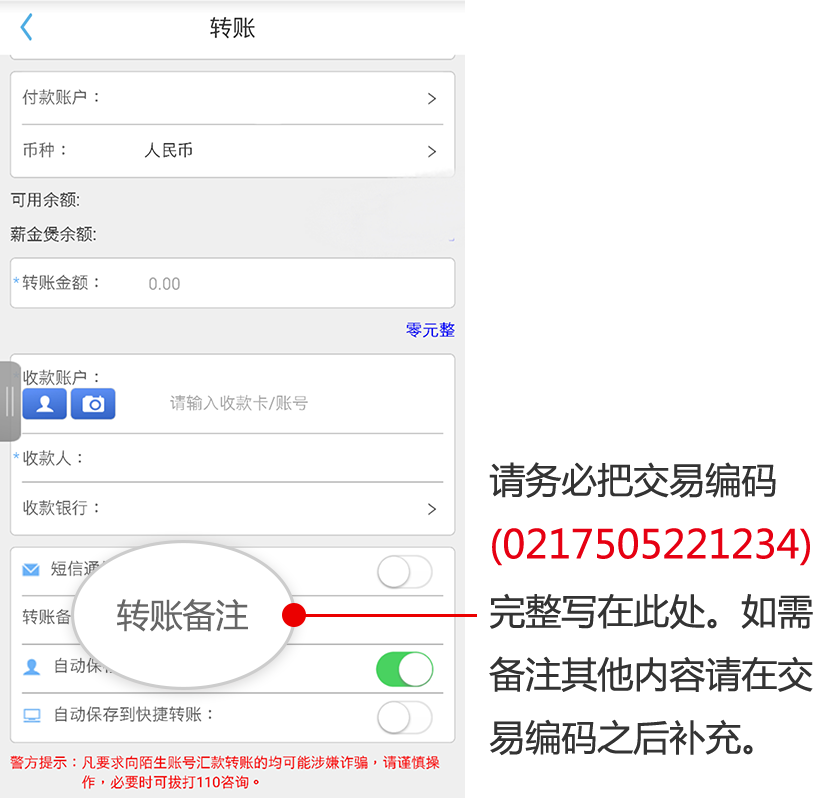 转账
付款账户：
币种：	人民币
可用余额:
薪金煲余额:
*转账金额：	0.00
零元整
收款账户：
请输入收款卡/账号
*收款人：
收款银行：
短信通
转账备
转账备注
自动保
自动保存到快捷转账：
警方提示：凡要求向陌生账号汇款转账的均可能涉嫌诈骗，请谨慎操
作，必要时可拨打110咨询。
请务必把交易编码
(0217505221234)
完整写在此处。如需
备注其他内容请在交
易编码之后补充。